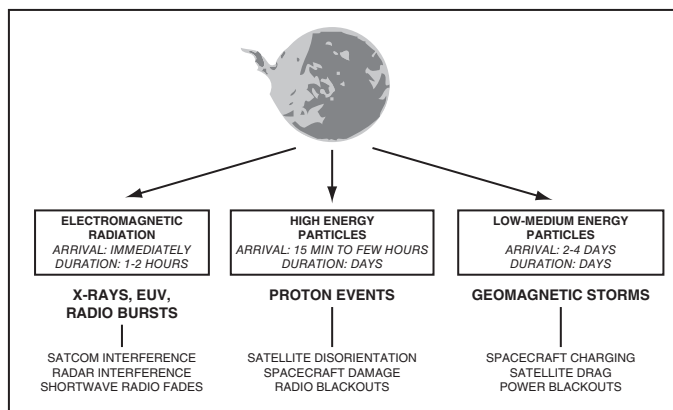 ELECTROMAGNETIC
RADIATION
ARRIVAL: IMMEDIATELY
DURATION: 1-2 HOURS
X-RAYS, EUV,
RADIO BURSTS
SATCOM INTERFERENCE
RADAR INTERFERENCE
SHORTWAVE RADIO FADES
HIGH ENERGY
PARTICLES
ARRIVAL: 15 MIN TO FEW HOURS
DURATION: DAYS
PROTON EVENTS
SATELLITE DISORIENTATION
SPACECRAFT DAMAGE
RADIO BLACKOUTS
LOW-MEDIUM ENERGY
PARTICLES
ARRIVAL: 2-4 DAYS
DURATION: DAYS
GEOMAGNETIC STORMS
SPACECRAFT CHARGING
SATELLITE DRAG
POWER BLACKOUTS